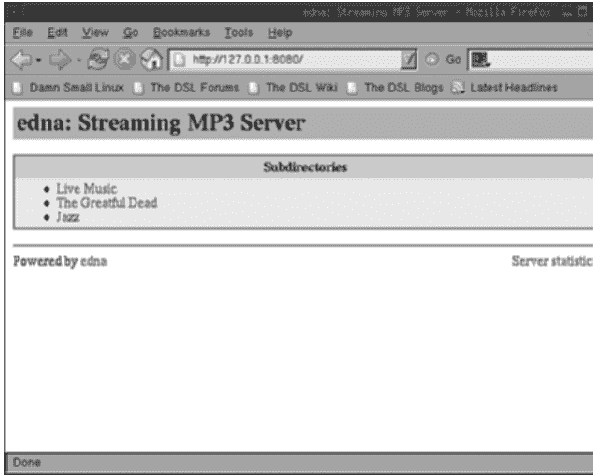 edna: Streaming MP3 Server - Mozilla Firefox
File Edit View Go Bookmarks Tools Help
http://127.0.0.1:8080/ Go
Damn Small Linux The DSL Forums The DSL Wiki The DSL Blogs Latest Headlines
edna: Streaming MP3 Server
Subdirectories
Live Music
The Greatful Dead
Jazz
Powered by edna Server statistic
Done